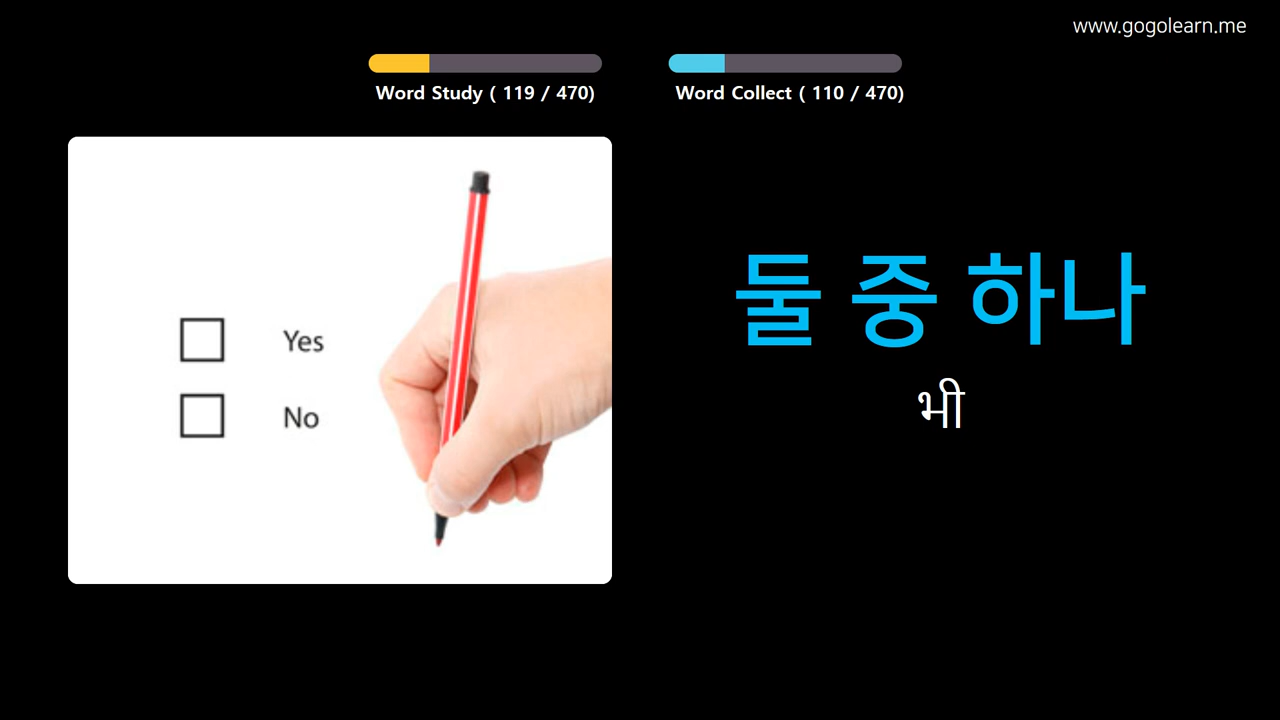 www.gogolearn.me
Word Study ( 119 / 470)
Word Collect ( 110 / 470)
Yes
No
둘 중 하나
भी